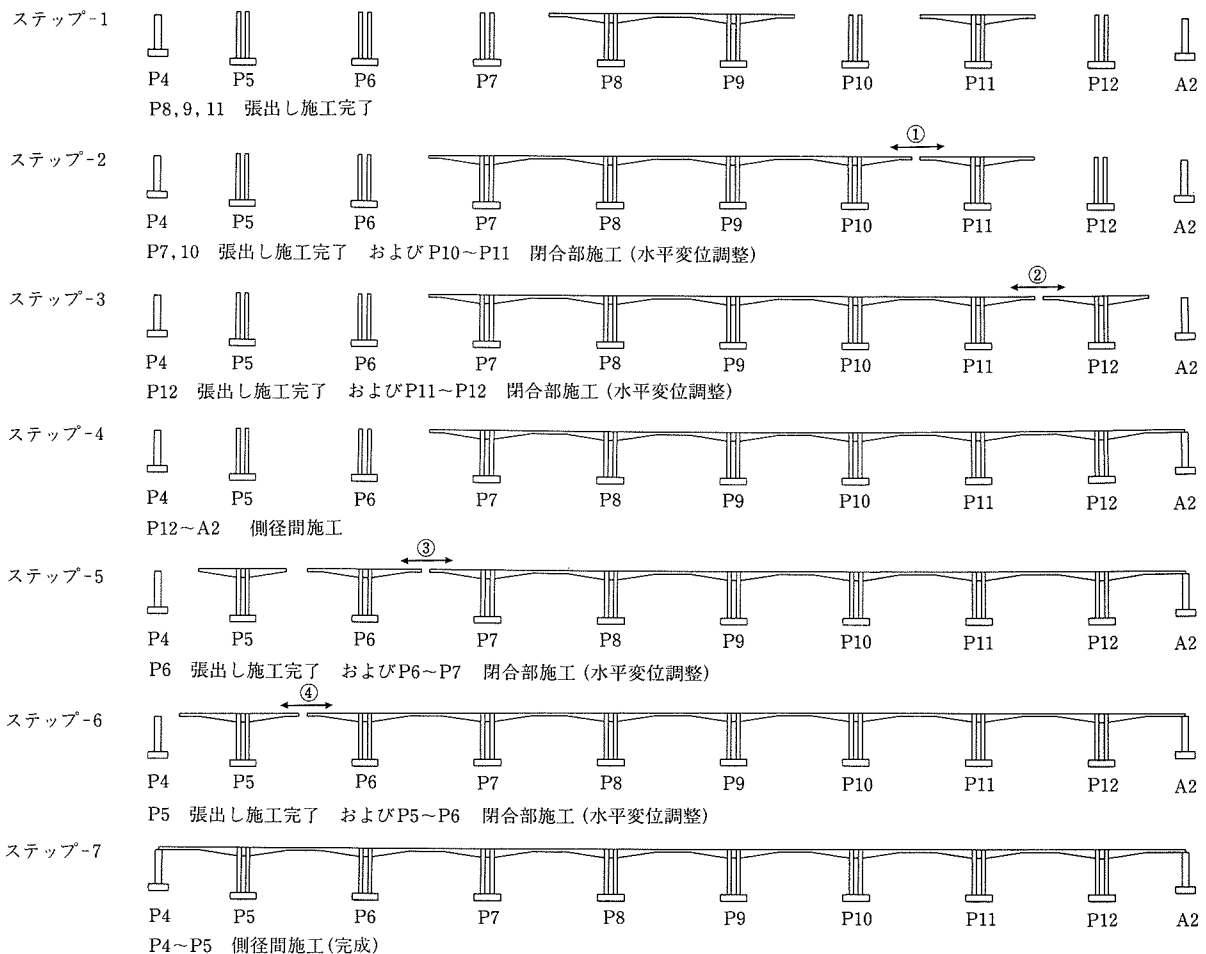 ステップ-1
P4 P5 P6 P7 P8 P9 P10 P11 P12 A2
P8,9,11 張出し施工完了
ステップ-2
①
P4 P5 P6 P7 P8 P9 P10 P11 P12 A2
P7,10 張出し施工完了 およびP10～P11 閉合部施工(水平変位調整)
ステップ-3
②
P4 P5 P6 P7 P8 P9 P10 P11 P12 A2
P12 張出し施工完了 およびP11～P12 閉合部施工(水平変位調整)
ステップ-4
P4 P5 P6 P7 P8 P9 P10 P11 P12 A2
P12～A2 側径間施工
ステップ-5
③
P4 P5 P6 P7 P8 P9 P10 P11 P12 A2
P6 張出し施工完了 およびP6～P7 閉合部施工(水平変位調整)
ステップ-6
④
P4 P5 P6 P7 P8 P9 P10 P11 P12 A2
P5 張出し施工完了 およびP5～P6 閉合部施工(水平変位調整)
ステップ-7
P4 P5 P6 P7 P8 P9 P10 P11 P12 A2
P4～P5 側径間施工(完成)